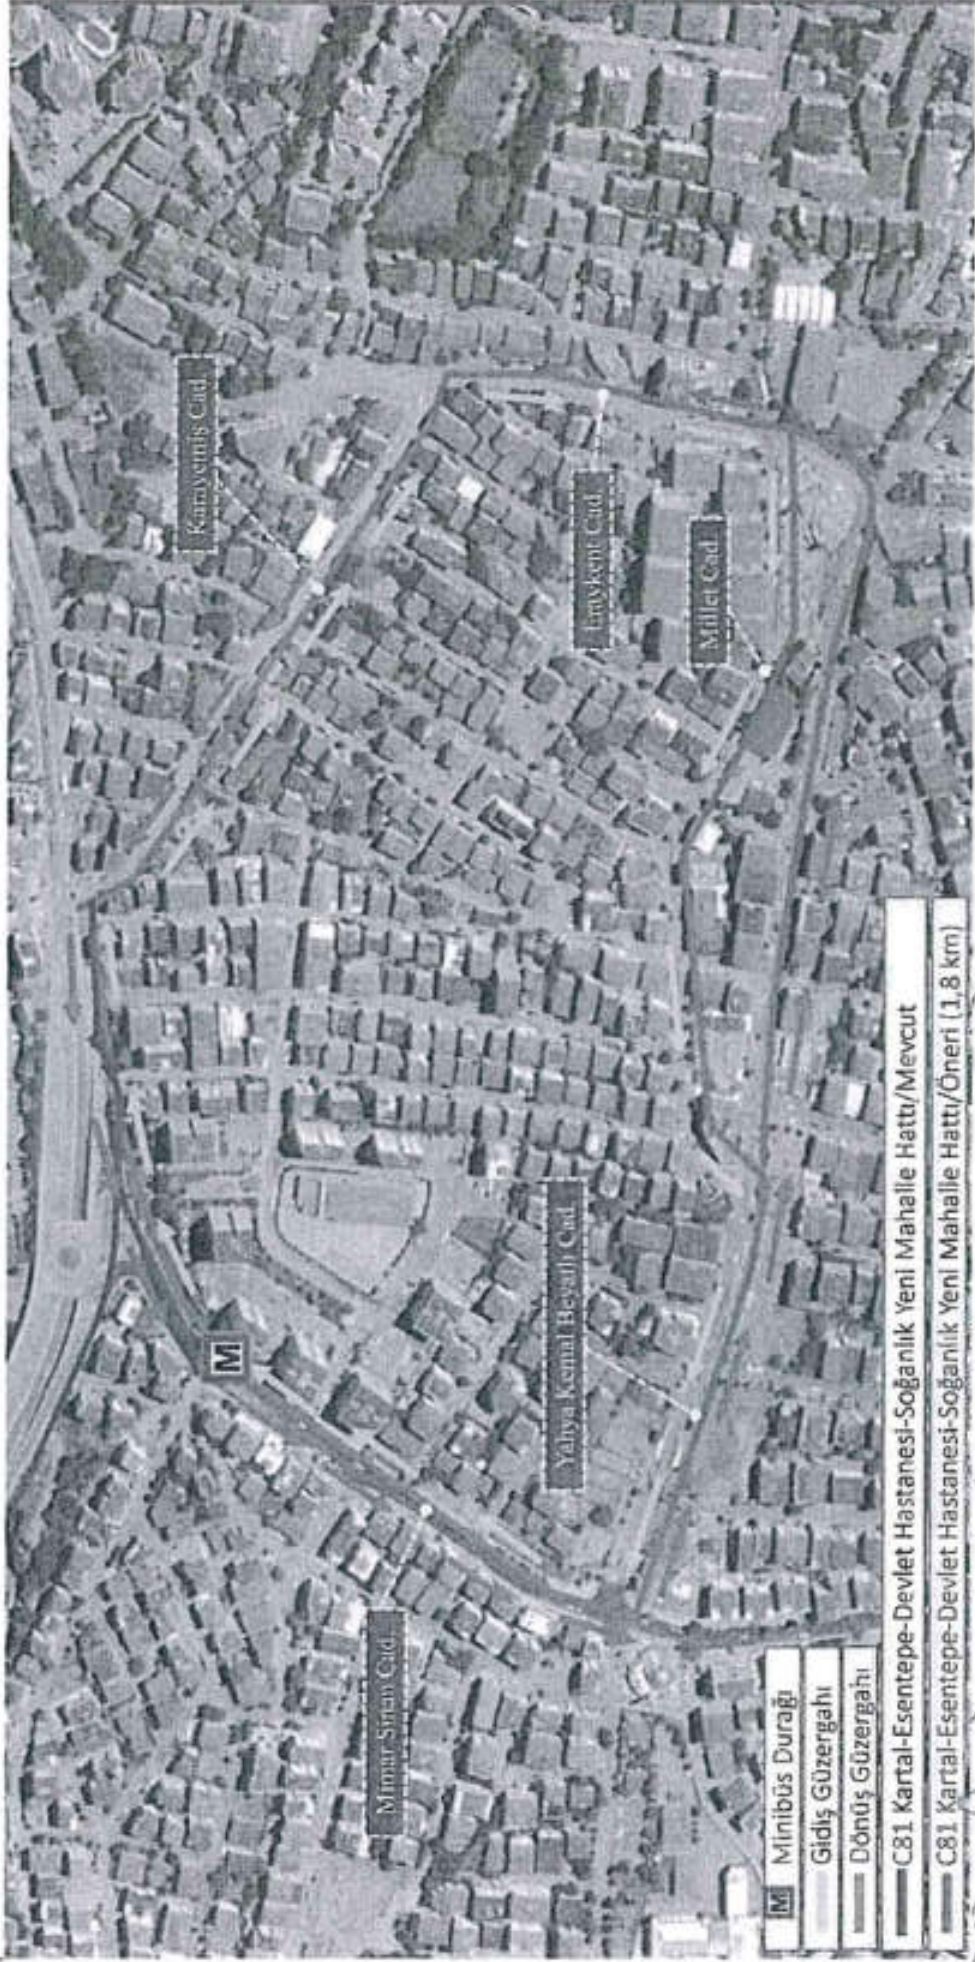 Karayemis Cad.
Eraykent Cad.
Millet Cad.
Yahya Kemal Beyatlı Cad.
Mimar Sinan Cad.
M
M Minibüs Durağı
Gidiş Güzergahı
Dönüş Güzergahı
C81 Kartal-Esentepe-Devlet Hastanesi-Soğanlık Yeni Mahalle Hattı/Mevcut
C81 Kartal-Esentepe-Devlet Hastanesi-Soğanlık Yeni Mahalle Hattı/Öneri (1,8 km)